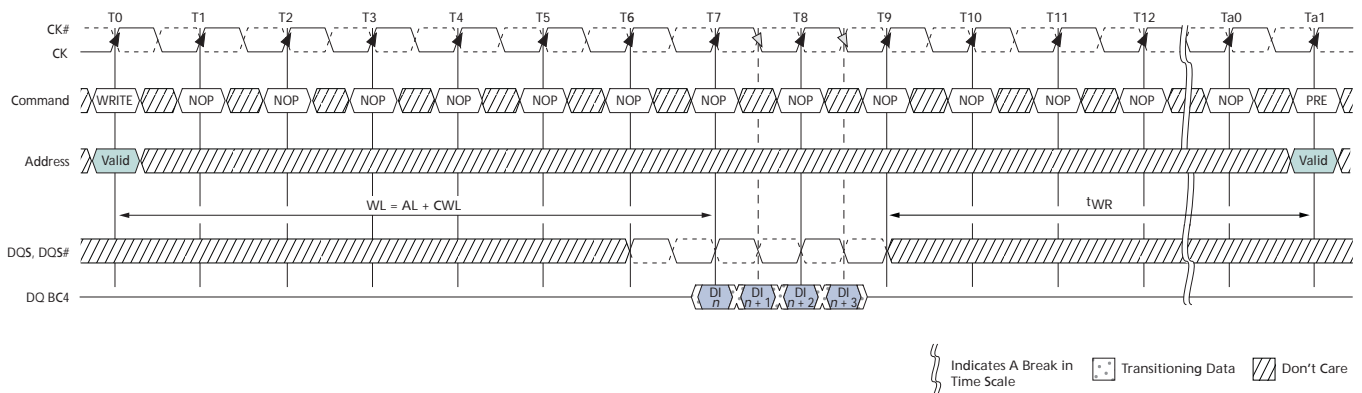 T0 T1 T2 T3 T4 T5 T6 T7 T8 T9 T10 T11 T12 Ta0 Ta1
CK#
CK
Command WRITE NOP NOP NOP NOP NOP NOP NOP NOP NOP NOP NOP NOP NOP PRE
Address Valid Valid
WL = AL + CWL tWR
DQS, DQS#
DQ BC4 DI n DI n + 1 DI n + 2 DI n + 3
Indicates A Break in
Time Scale
Transitioning Data
Don't Care